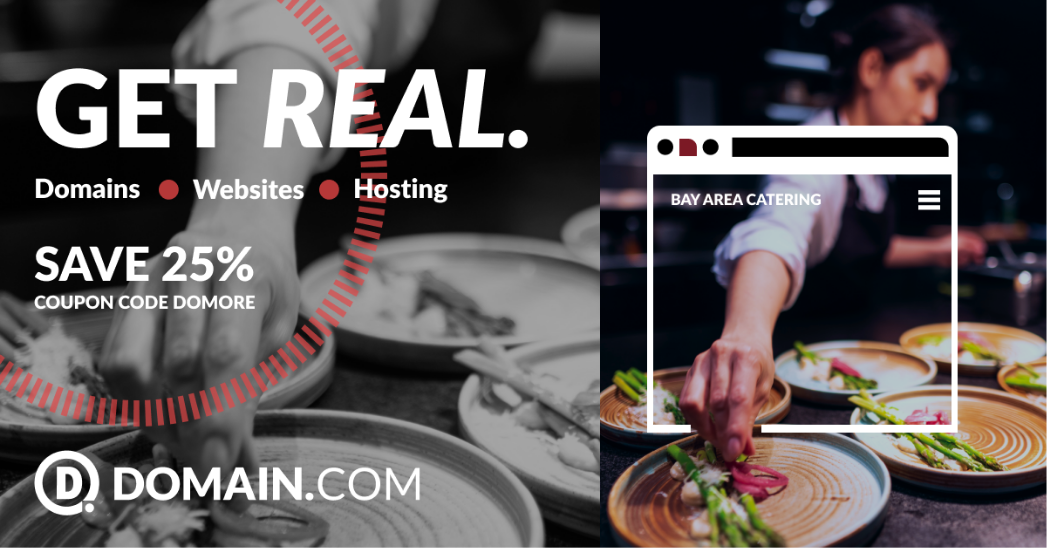 GET REAL.
Domains ● Websites ● Hosting
SAVE 25%
COUPON CODE DOMORE
D. DOMAIN.COM
BAY AREA CATERING